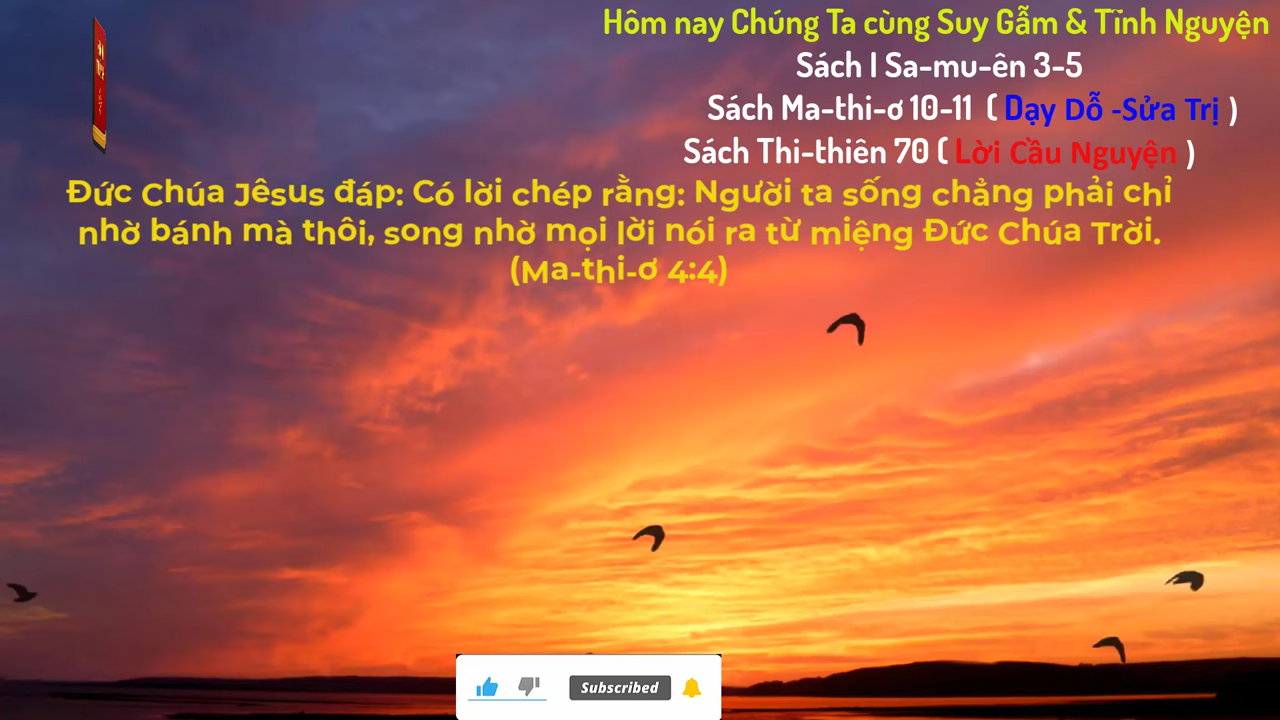 Hôm nay Chúng Ta cùng Suy Gẫm & Tĩnh Nguyện
Sách I Sa-mu-ên 3-5
Sách Ma-thi-ơ 10-11 ( Dạy Dỗ -Sửa Trị )
Sách Thi-thiên 70 ( Lời Cầu Nguyện )
Đức Chúa Jêsus đáp: Có lời chép rằng: Người ta sống chẳng phải chỉ
nhờ bánh mà thôi, song nhờ mọi lời nói ra từ miệng Đức Chúa Trời.
(Ma-thi-ơ 4:4)
Subscribed